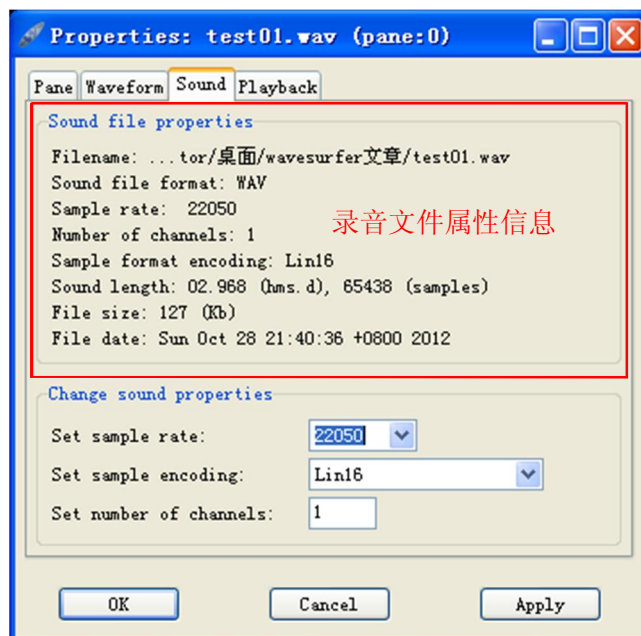 Properties: test01.wav (pane:0)
Pane Waveform Sound Playback
Sound file properties
Filename: ...tor/桌面/wavesurfer文章/test01.wav
Sound file format: WAV
Sample rate: 22050
录音文件属性信息
Number of channels: 1
Sample format encoding: Lin16
Sound length: 02.968 (hms.d), 65438 (samples)
File size: 127 (Kb)
File date: Sun Oct 28 21:40:36 +0800 2012
Change sound properties
Set sample rate: 22050
Set sample encoding: Lin16
Set number of channels: 1
OK Cancel Apply